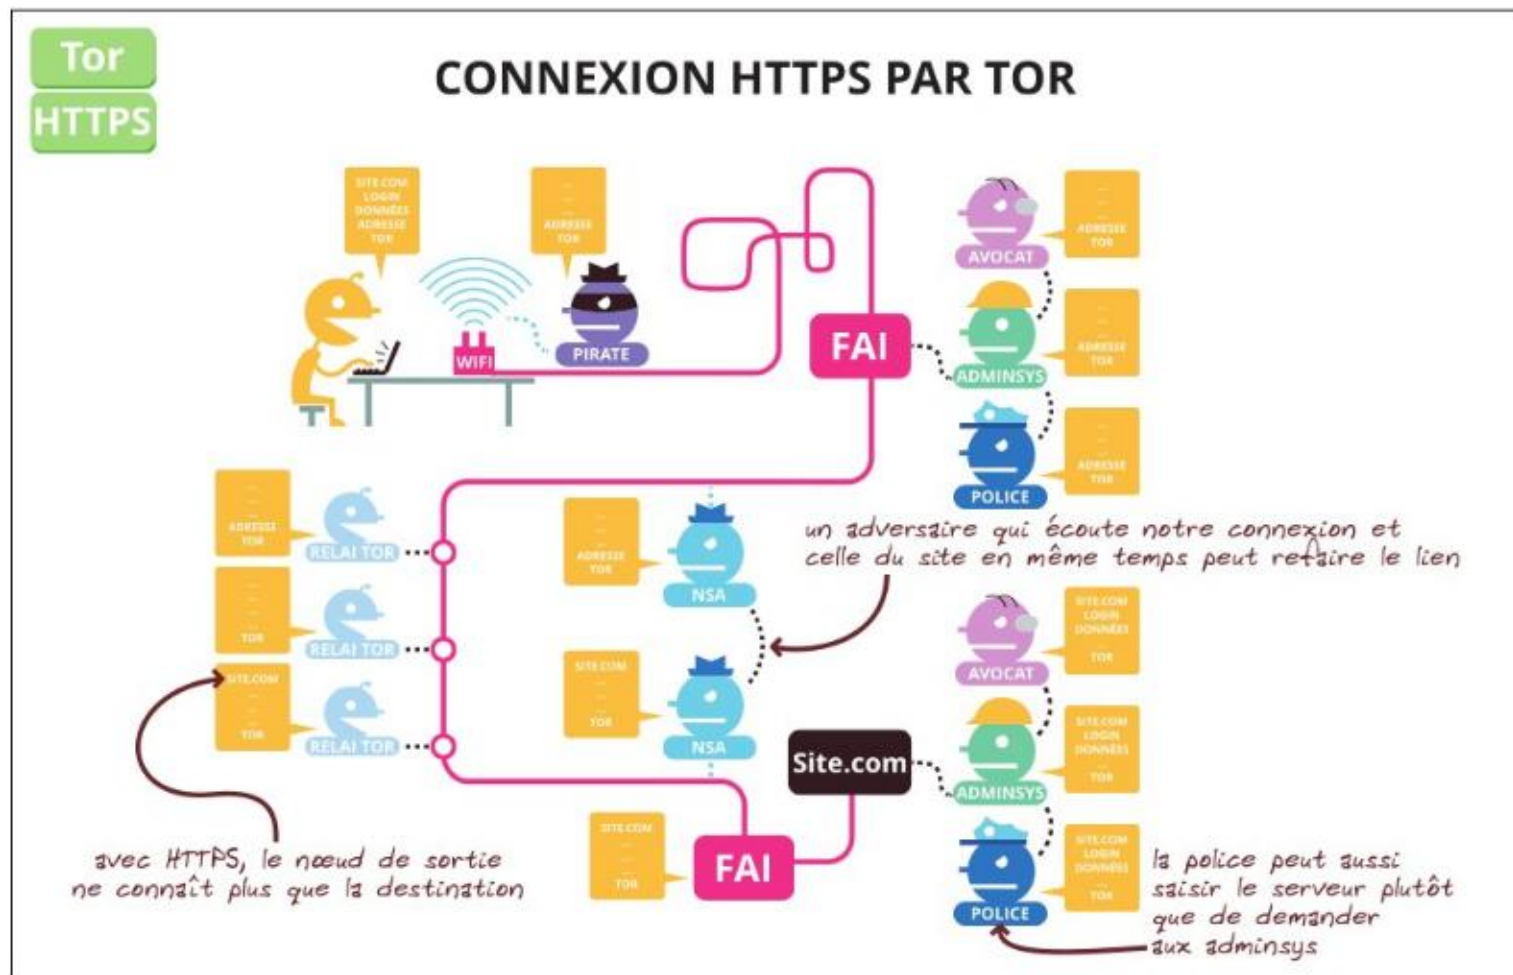 Tor
HTTPS
CONNEXION HTTPS PAR TOR
SITE.COM
LOGIN
DONNÉES
ADRESSE
TOR
...
...
...
ADRESSE
TOR
WIFI
PIRATE
FAI
AVOCAT
...
...
...
ADRESSE
TOR
ADMINSYS
...
...
...
ADRESSE
TOR
POLICE
...
...
...
ADRESSE
TOR
un adversaire qui écoute notre connexion et
celle du site en même temps peut refaire le lien
...
...
...
ADRESSE
TOR
RELAI TOR
...
...
...
...
TOR
RELAI TOR
SITE.COM
...
...
...
TOR
RELAI TOR
...
...
...
ADRESSE
TOR
NSA
SITE.COM
...
...
...
TOR
NSA
avec HTTPS, le nœud de sortie
ne connaît plus que la destination
SITE.COM
...
...
...
TOR
FAI
Site.com
AVOCAT
SITE.COM
LOGIN
DONNÉES
...
TOR
ADMINSYS
SITE.COM
LOGIN
DONNÉES
...
TOR
POLICE
SITE.COM
LOGIN
DONNÉES
...
TOR
la police peut aussi
saisir le serveur plutôt
que de demander
aux adminsys